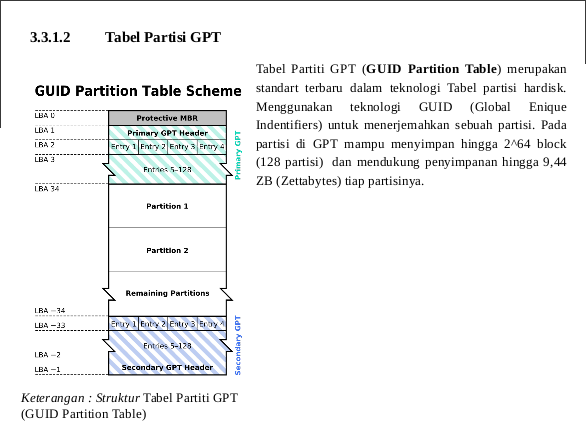 3.3.1.2 Tabel Partisi GPT
GUID Partition Table Scheme
LBA 0
Protective MBR
LBA 1
Primary GPT Header
LBA 2
Entry 1 Entry 2 Entry 3 Entry 4
LBA 3
Entries 5–128
Primary GPT
LBA 34
Partition 1
Partition 2
Remaining Partitions
LBA −34
Entry 1 Entry 2 Entry 3 Entry 4
LBA −33
Entries 5–128
LBA −2
Secondary GPT Header
LBA −1
Secondary GPT
Keterangan : Struktur Tabel Partiti GPT
(GUID Partition Table)
Tabel Partiti GPT (GUID Partition Table) merupakan
standart terbaru dalam teknologi Tabel partisi hardisk.
Menggunakan teknologi GUID (Global Enique
Indentifiers) untuk menerjemahkan sebuah partisi. Pada
partisi di GPT mampu menyimpan hingga 2^64 block
(128 partisi) dan mendukung penyimpanan hingga 9,44
ZB (Zettabytes) tiap partisinya.